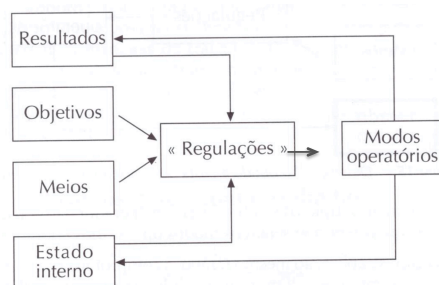 Resultados
Objetivos
« Regulações »
Meios
Modos
operatórios
Estado
interno